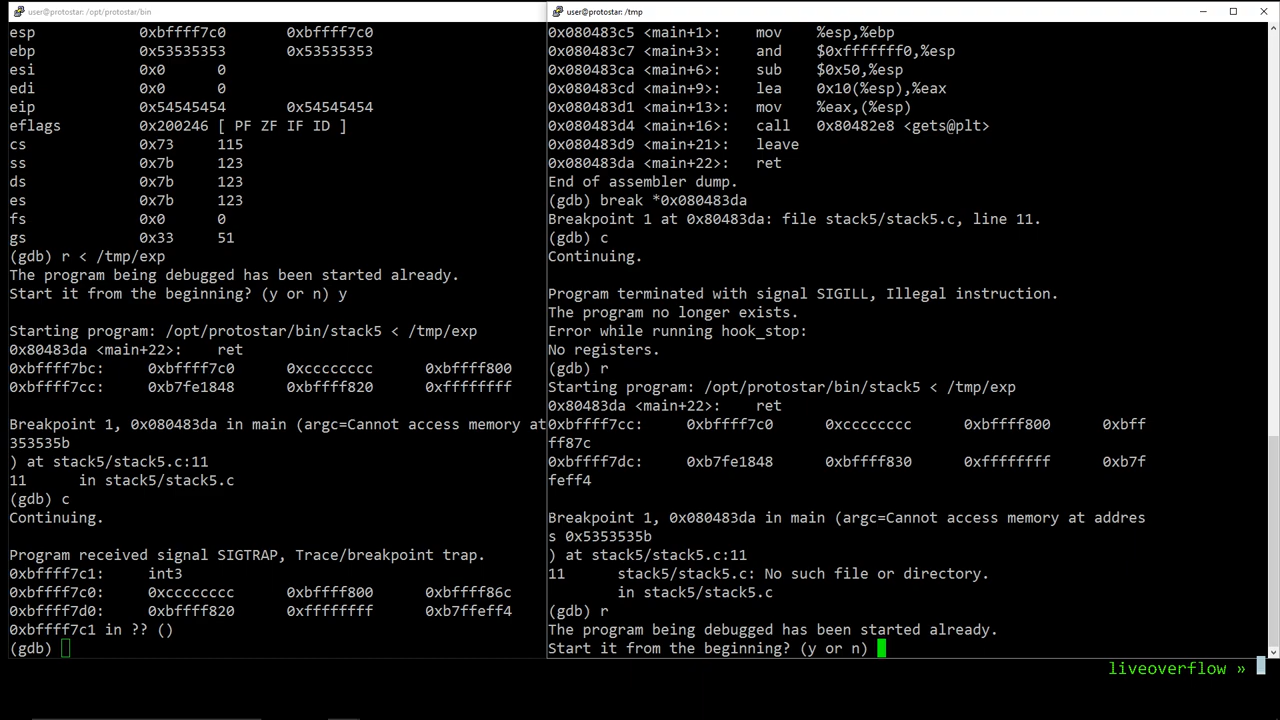 user@protostar: /opt/protostar/bin
esp            0xbffff7c0       0xbffff7c0
ebp            0x53535353       0x53535353
esi            0x0      0
edi            0x0      0
eip            0x54545454       0x54545454
eflags         0x200246 [ PF ZF IF ID ]
cs             0x73     115
ss             0x7b     123
ds             0x7b     123
es             0x7b     123
fs             0x0      0
gs             0x33     51
(gdb) r < /tmp/exp
The program being debugged has been started already.
Start it from the beginning? (y or n) y
Starting program: /opt/protostar/bin/stack5 < /tmp/exp
0x80483da <main+22>:    ret
0xbffff7bc:     0xbffff7c0      0xcccccccc      0xbffff800
0xbffff7cc:     0xb7fe1848      0xbffff820      0xffffffff
Breakpoint 1, 0x080483da in main (argc=Cannot access memory at
353535b
) at stack5/stack5.c:11
11      in stack5/stack5.c
(gdb) c
Continuing.
Program received signal SIGTRAP, Trace/breakpoint trap.
0xbffff7c1:     int3
0xbffff7c0:     0xcccccccc      0xbffff800      0xbffff86c
0xbffff7d0:     0xbffff820      0xffffffff      0xb7ffeff4
0xbffff7c1 in ?? ()
(gdb)
user@protostar: /tmp
0x080483c5 <main+1>:    mov    %esp,%ebp
0x080483c7 <main+3>:    and    $0xfffffff0,%esp
0x080483ca <main+6>:    sub    $0x50,%esp
0x080483cd <main+9>:    lea    0x10(%esp),%eax
0x080483d1 <main+13>:   mov    %eax,(%esp)
0x080483d4 <main+16>:   call   0x80482e8 <gets@plt>
0x080483d9 <main+21>:   leave
0x080483da <main+22>:   ret
End of assembler dump.
(gdb) break *0x080483da
Breakpoint 1 at 0x80483da: file stack5/stack5.c, line 11.
(gdb) c
Continuing.
Program terminated with signal SIGILL, Illegal instruction.
The program no longer exists.
Error while running hook_stop:
No registers.
(gdb) r
Starting program: /opt/protostar/bin/stack5 < /tmp/exp
0x80483da <main+22>:    ret
0xbffff7cc:     0xbffff7c0      0xcccccccc      0xbffff800      0xbff
ff87c
0xbffff7dc:     0xb7fe1848      0xbffff830      0xffffffff      0xb7f
feff4
Breakpoint 1, 0x080483da in main (argc=Cannot access memory at addres
s 0x5353535b
) at stack5/stack5.c:11
11      stack5/stack5.c: No such file or directory.
        in stack5/stack5.c
(gdb) r
The program being debugged has been started already.
Start it from the beginning? (y or n)
liveoverflow »